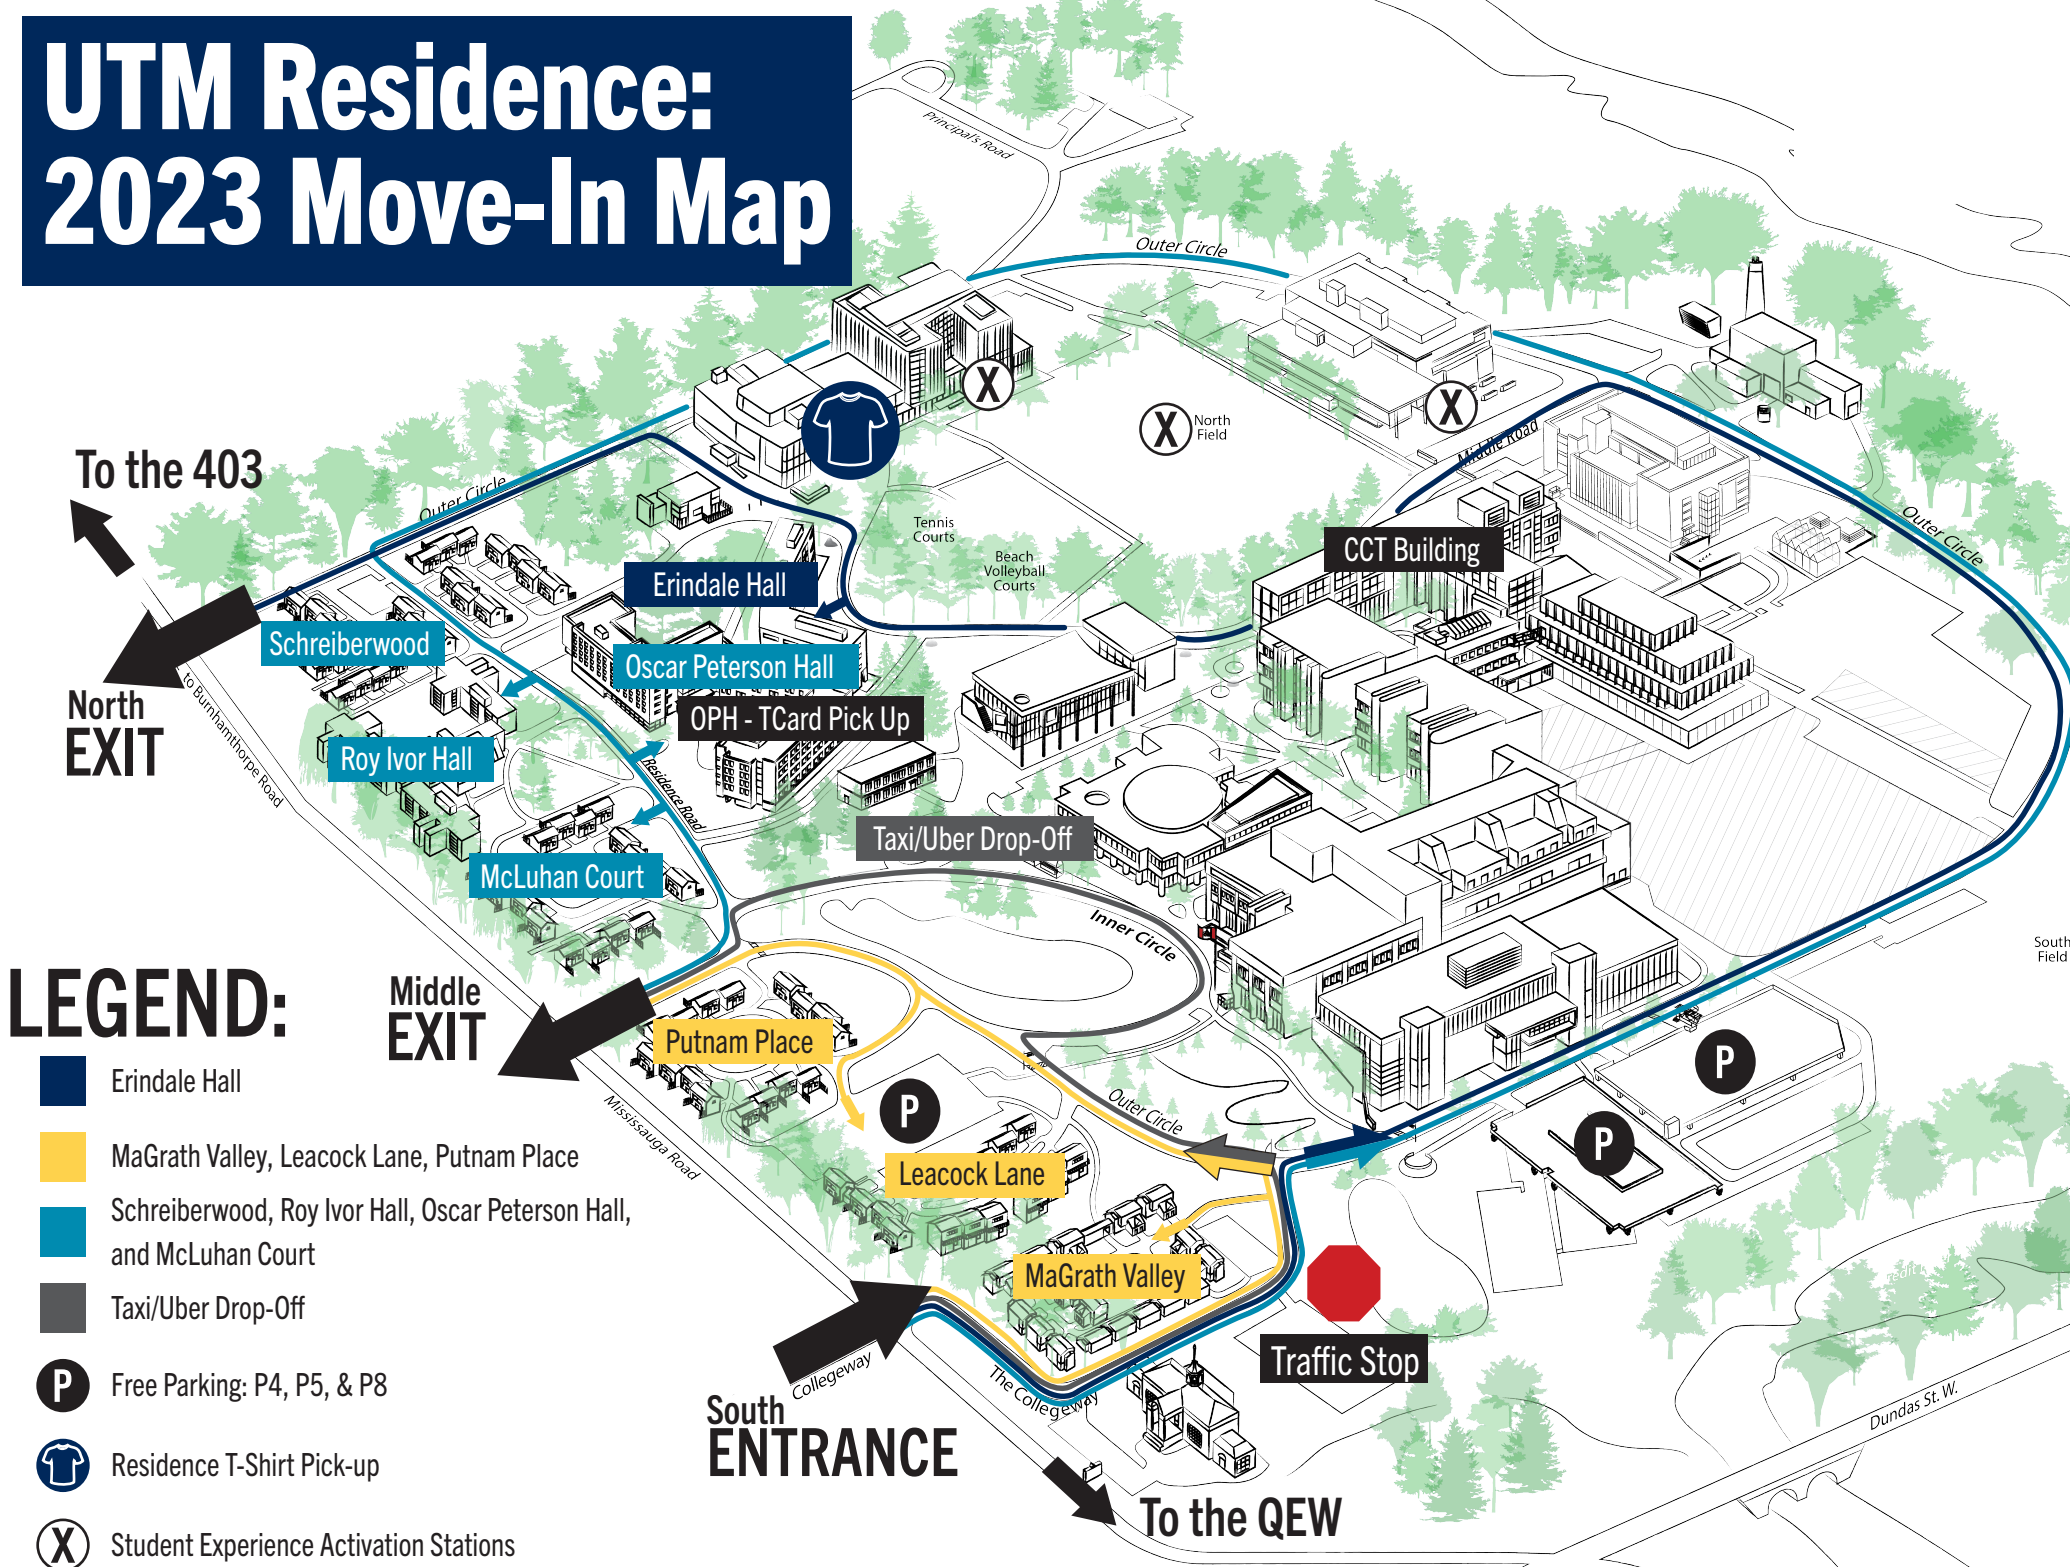 UTM Residence:
2023 Move-In Map
Principal's Road
Outer Circle
X
X
North
Field
X
Middle Road
To the 403
Outer Circle
Tennis
Courts
Beach
Volleyball
Courts
CCT Building
Outer Circle
Erindale Hall
Schreiberwood
Oscar Peterson Hall
OPH - TCard Pick Up
North
EXIT
to Burnhamthorpe Road
Roy Ivor Hall
Residence Road
Taxi/Uber Drop-Off
McLuhan Court
Inner Circle
South
Field
LEGEND:
Middle
EXIT
Putnam Place
P
P
P
Outer Circle
Mississauga Road
Leacock Lane
MaGrath Valley
Traffic Stop
Collegeway
The Collegeway
South
ENTRANCE
Dundas St. W.
To the QEW
Erindale Hall
MaGrath Valley, Leacock Lane, Putnam Place
Schreiberwood, Roy Ivor Hall, Oscar Peterson Hall,
and McLuhan Court
Taxi/Uber Drop-Off
P Free Parking: P4, P5, & P8
Residence T-Shirt Pick-up
X Student Experience Activation Stations